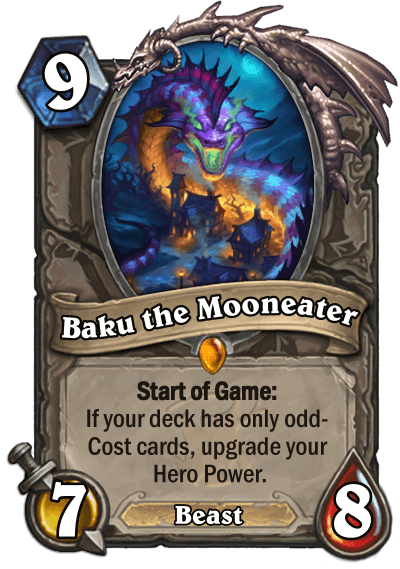 9
Baku the Mooneater
Start of Game:
If your deck has only odd-
Cost cards, upgrade your
Hero Power.
7
Beast
8